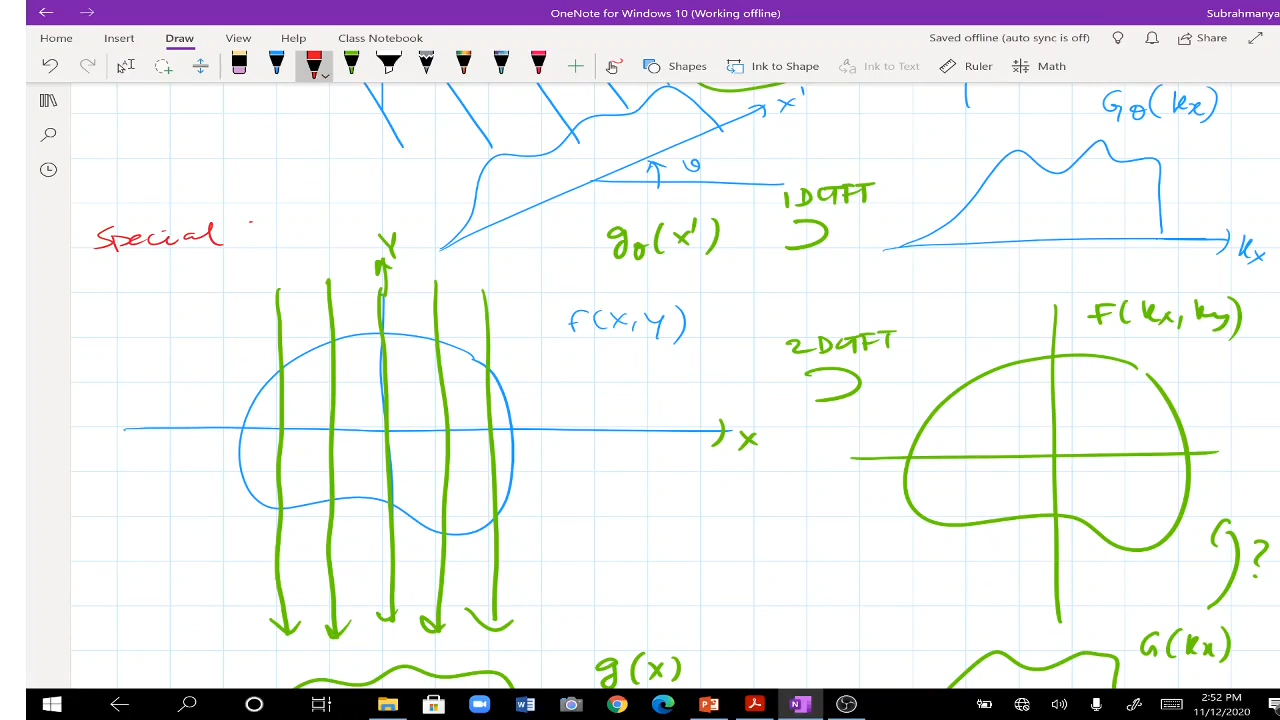 OneNote for Windows 10 (Working offline)
Subrahmanya
Home Insert Draw View Help Class Notebook
Saved offline (auto sync is off)
Share
Shapes
Ink to Shape
Ink to Text
Ruler
Math
x'
θ
Gθ(kx)
1DCTFT
gθ(x')
kx
Special
Y
f(x,y)
2DCTFT
F(kx, ky)
x
?
G(kx)
g(x)
2:52 PM
11/12/2020